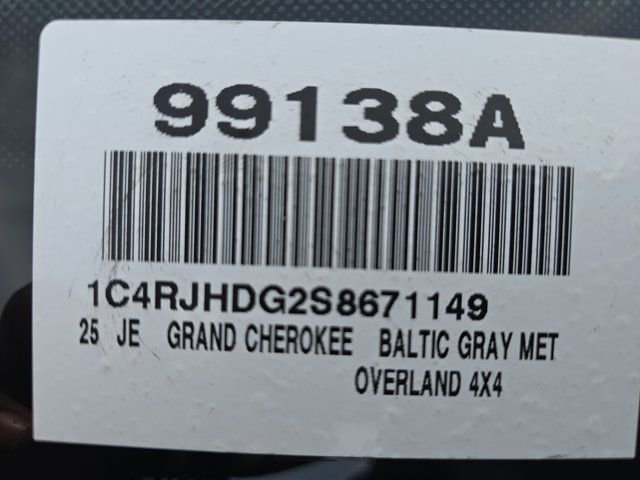 99138A
1C4RJHDG2S8671149
25 JE GRAND CHEROKEE BALTIC GRAY MET
OVERLAND 4X4